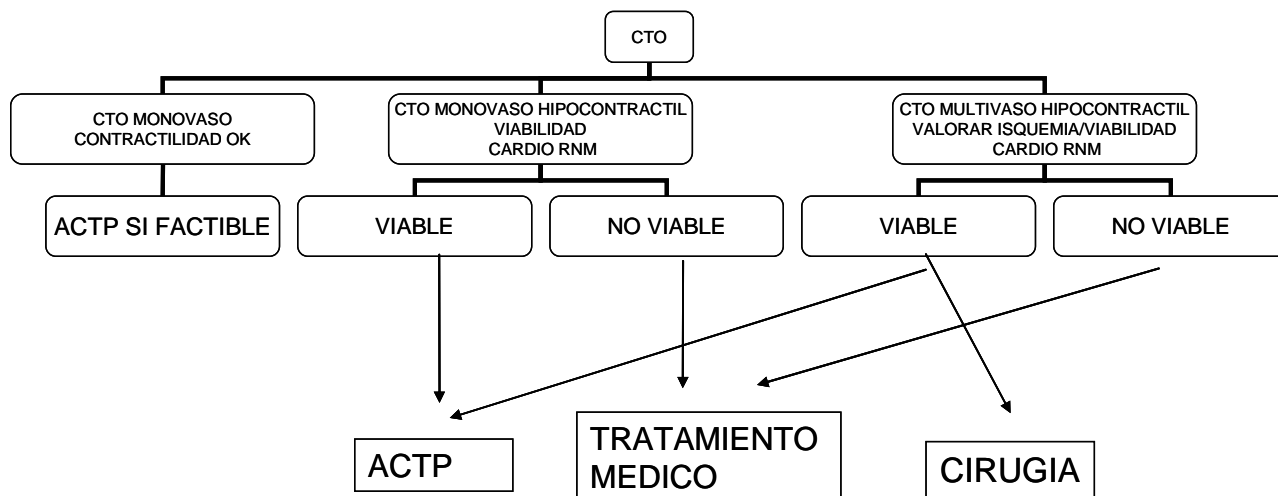 CTO
CTO MONOVASO
CONTRACTILIDAD OK
CTO MONOVASO HIPOCONTRACTIL
VIABILIDAD
CARDIO RNM
CTO MULTIVASO HIPOCONTRACTIL
VALORAR ISQUEMIA/VIABILIDAD
CARDIO RNM
ACTP SI FACTIBLE
VIABLE
NO VIABLE
VIABLE
NO VIABLE
ACTP
TRATAMIENTO
MEDICO
CIRUGIA